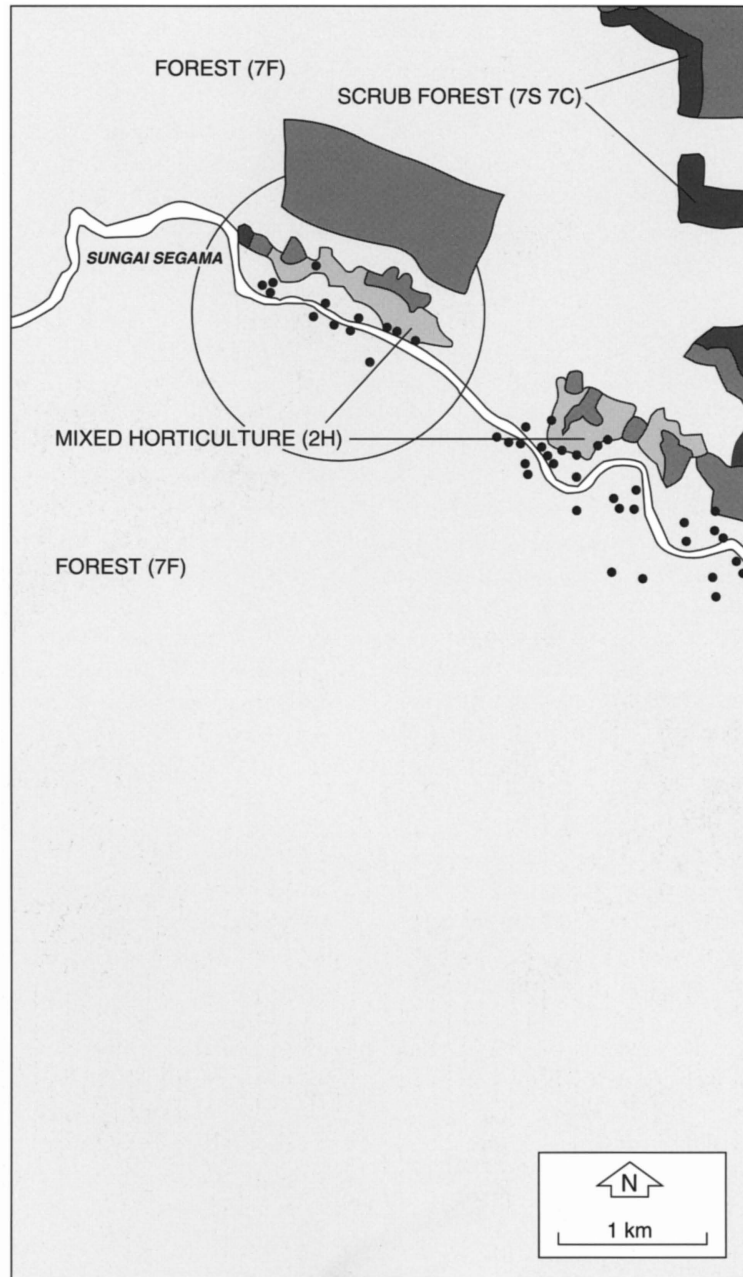 FOREST (7F)
SCRUB FOREST (7S 7C)
SUNGAI SEGAMA
MIXED HORTICULTURE (2H)
FOREST (7F)
N
1 km